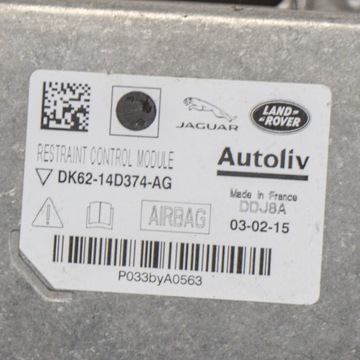 JAGUAR
LAND ROVER
RESTRAINT CONTROL MODULE
Autoliv
DK62-14D374-AG
Made in France
DDJ8A
AIRBAG
03-02-15
P033byA0563